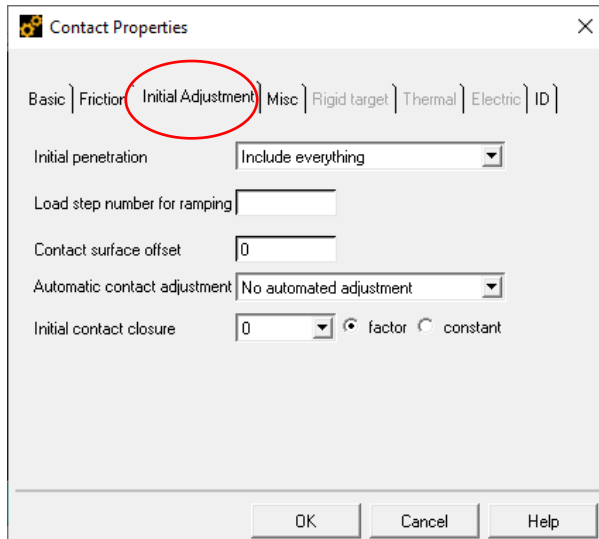 Contact Properties
Basic Friction Initial Adjustment Misc Rigid target Thermal Electric ID
Initial penetration Include everything
Load step number for ramping
Contact surface offset 0
Automatic contact adjustment No automated adjustment
Initial contact closure 0 factor constant
OK Cancel Help